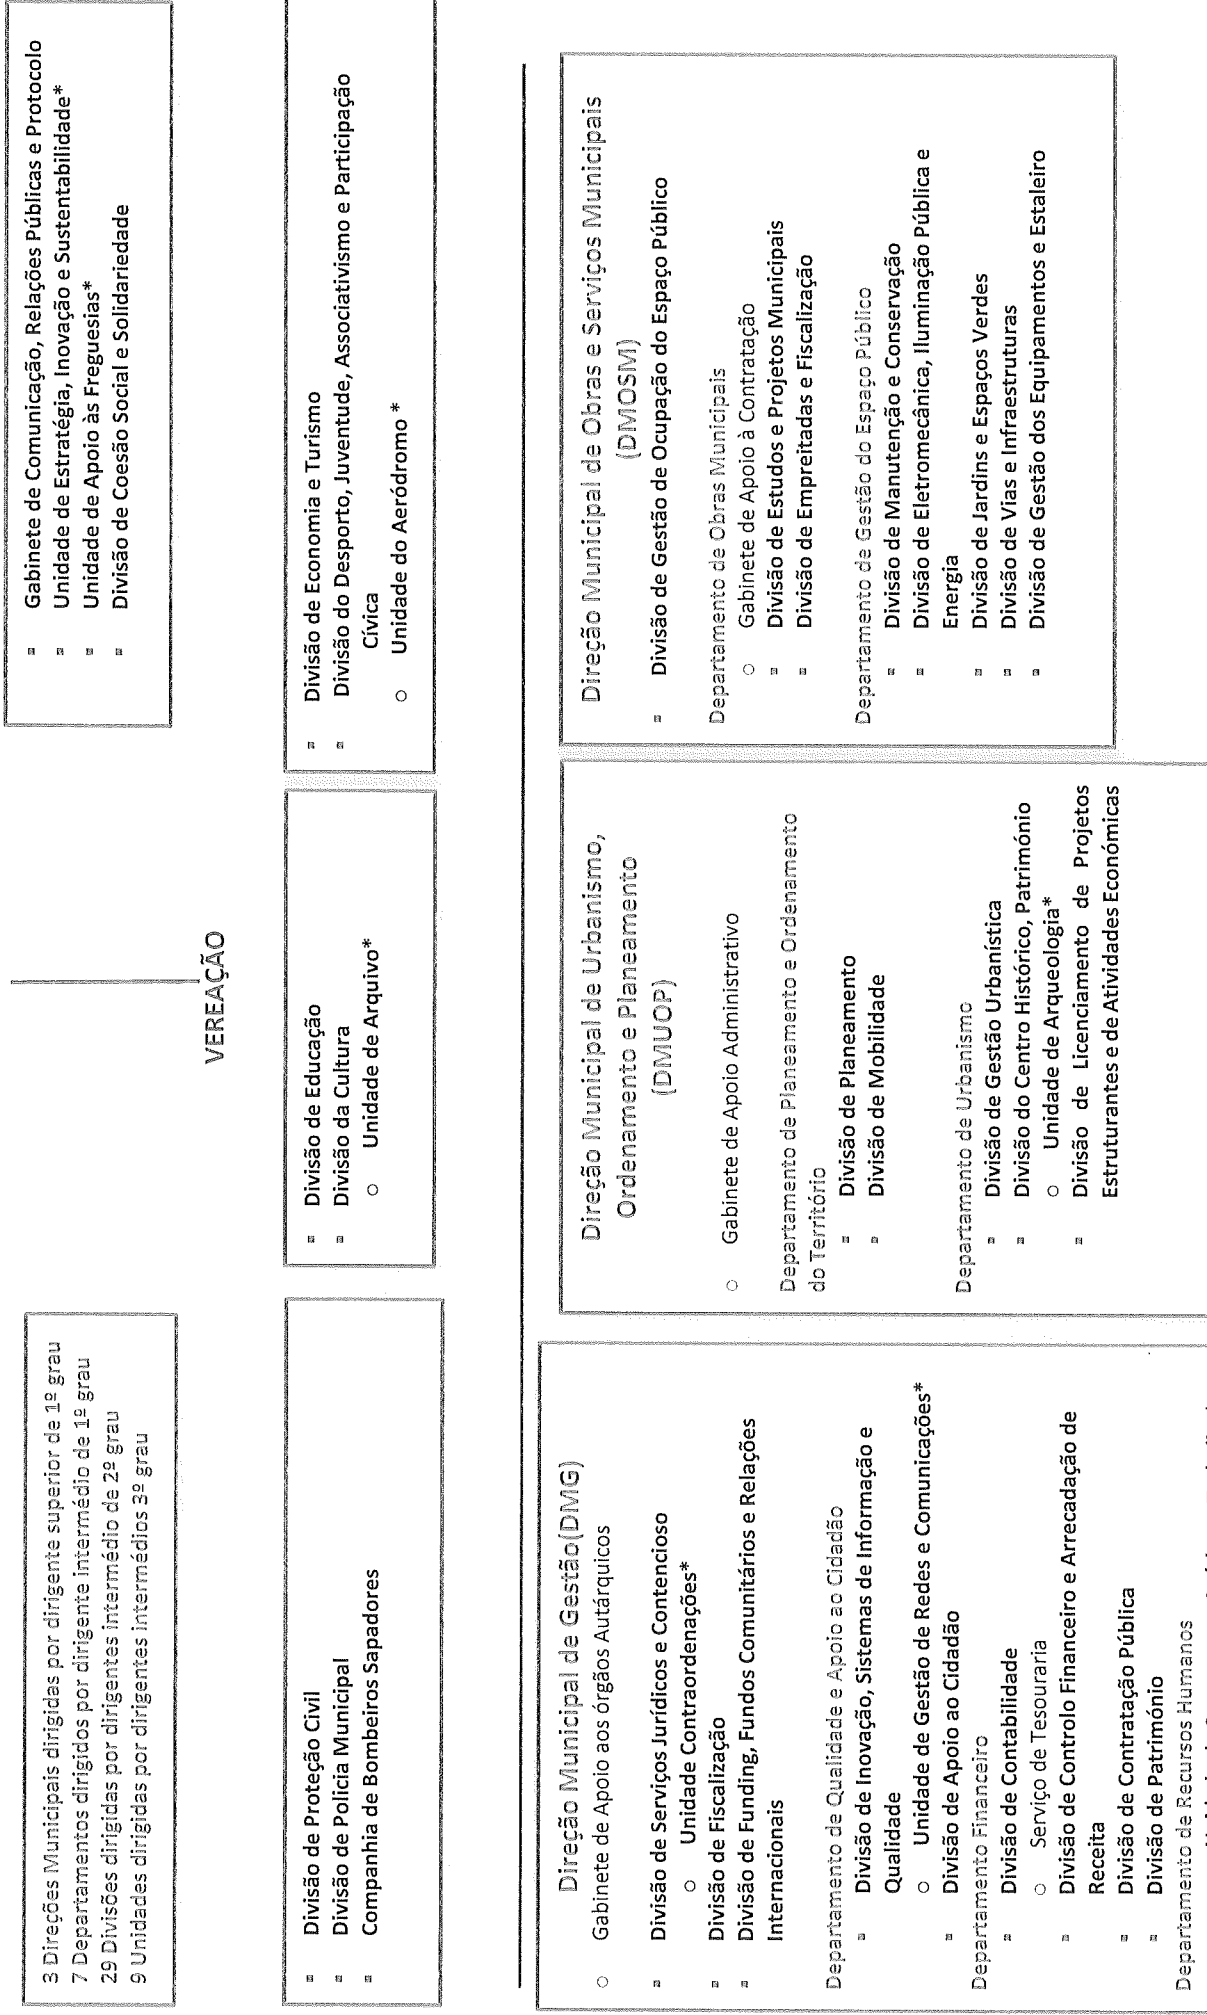 3 Direções Municipais dirigidas por dirigente superior de 1º grau
7 Departamentos dirigidos por dirigente intermédio de 1º grau
29 Divisões dirigidas por dirigentes intermédio de 2º grau
9 Unidades dirigidas por dirigentes intermédios 3º grau
VEREAÇÃO
Gabinete de Comunicação, Relações Públicas e Protocolo
Unidade de Estratégia, Inovação e Sustentabilidade*
Unidade de Apoio às Freguesias*
Divisão de Coesão Social e Solidariedade
Divisão de Proteção Civil
Divisão de Polícia Municipal
Companhia de Bombeiros Sapadores
Divisão de Educação
Divisão da Cultura
Unidade de Arquivo*
Divisão de Economia e Turismo
Divisão do Desporto, Juventude, Associativismo e Participação
Cívica
Unidade do Aeródromo *
Direção Municipal de Gestão(DMG)
Gabinete de Apoio aos órgãos Autárquicos
Divisão de Serviços Jurídicos e Contencioso
Unidade Contraordenações*
Divisão de Fiscalização
Divisão de Funding, Fundos Comunitários e Relações
Internacionais
Departamento de Qualidade e Apoio ao Cidadão
Divisão de Inovação, Sistemas de Informação e
Qualidade
Unidade de Gestão de Redes e Comunicações*
Divisão de Apoio ao Cidadão
Departamento Financeiro
Divisão de Contabilidade
Serviço de Tesouraria
Divisão de Controlo Financeiro e Arrecadação de
Receita
Divisão de Contratação Pública
Divisão de Património
Departamento de Recursos Humanos
Direção Municipal de Urbanismo,
Ordenamento e Planeamento
(DMUOP)
Gabinete de Apoio Administrativo
Departamento de Planeamento e Ordenamento
do Território
Divisão de Planeamento
Divisão de Mobilidade
Departamento de Urbanismo
Divisão de Gestão Urbanística
Divisão do Centro Histórico, Património
Unidade de Arqueologia*
Divisão de Licenciamento de Projetos
Estruturantes e de Atividades Económicas
Direção Municipal de Obras e Serviços Municipais
(DMOSM)
Divisão de Gestão de Ocupação do Espaço Público
Departamento de Obras Municipais
Gabinete de Apoio à Contratação
Divisão de Estudos e Projetos Municipais
Divisão de Empreitadas e Fiscalização
Departamento de Gestão do Espaço Público
Divisão de Manutenção e Conservação
Divisão de Eletromecânica, Iluminação Pública e
Energia
Divisão de Jardins e Espaços Verdes
Divisão de Vias e Infraestruturas
Divisão de Gestão dos Equipamentos e Estaleiro